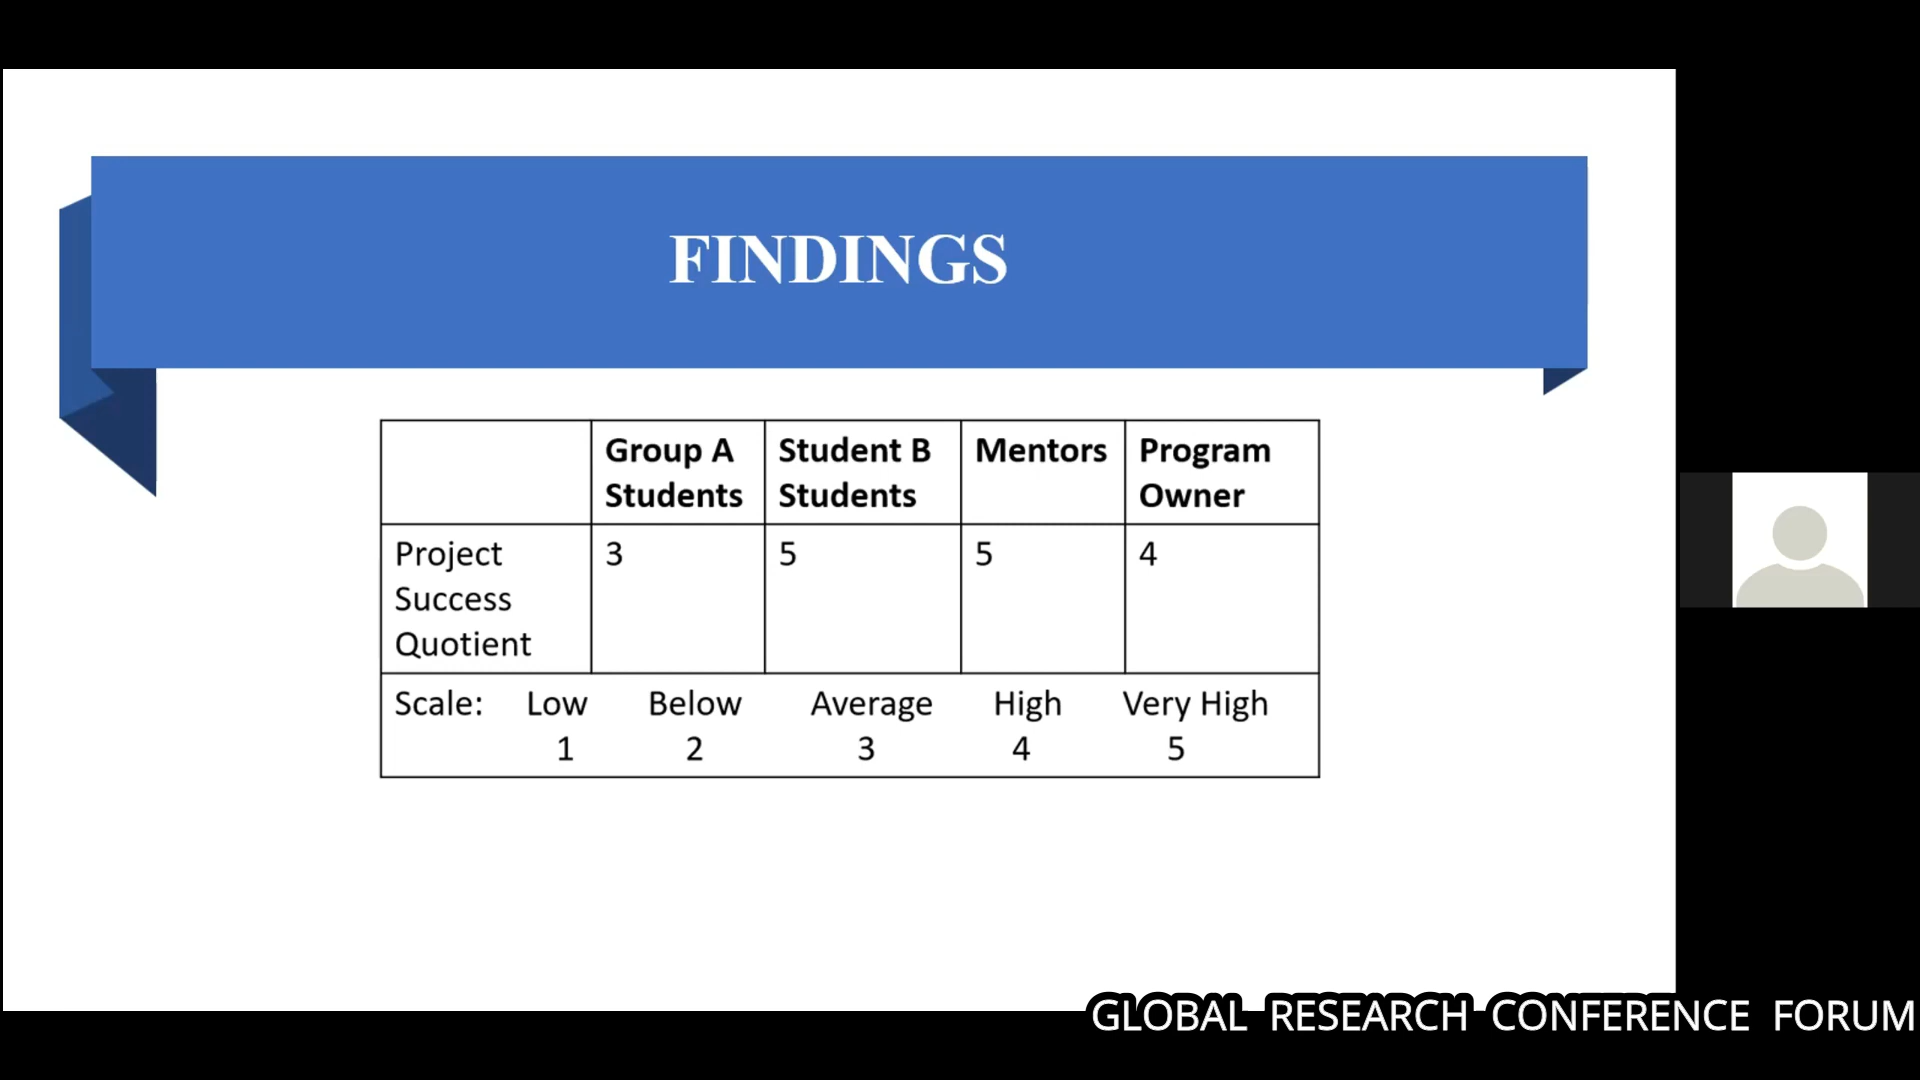 FINDINGS
Group A Students
Student B Students
Mentors
Program Owner
Project Success Quotient
3
5
5
4
Scale: Low Below Average High Very High
1 2 3 4 5
GLOBAL RESEARCH CONFERENCE FORUM